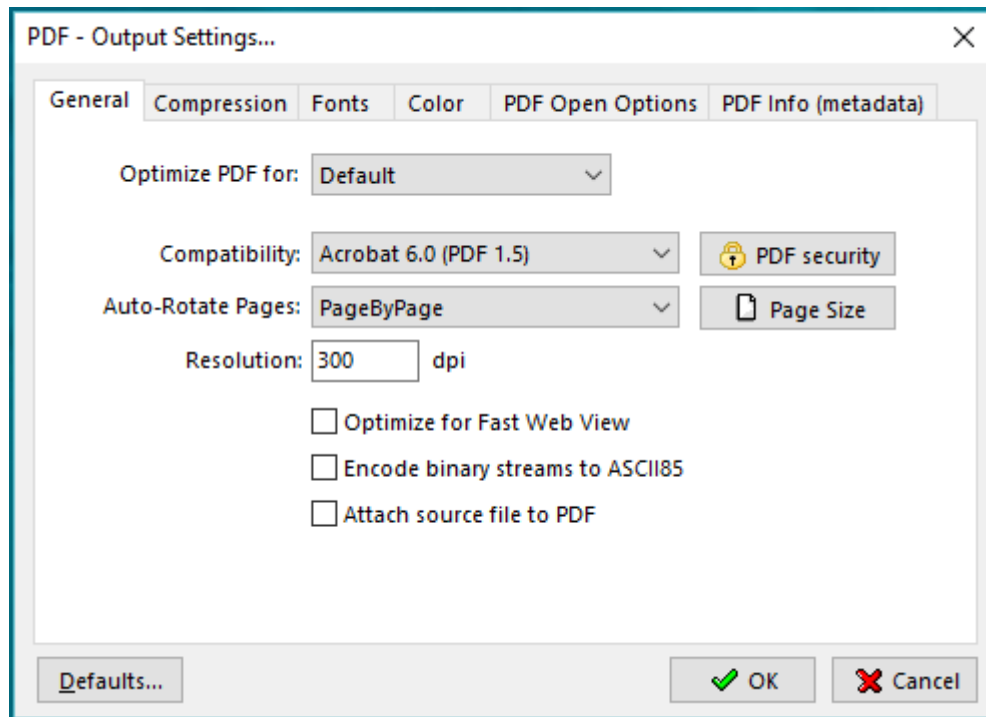 PDF - Output Settings...
General Compression Fonts Color PDF Open Options PDF Info (metadata)
Optimize PDF for: Default
Compatibility: Acrobat 6.0 (PDF 1.5) PDF security
Auto-Rotate Pages: PageByPage Page Size
Resolution: 300 dpi
Optimize for Fast Web View
Encode binary streams to ASCII85
Attach source file to PDF
Defaults... OK Cancel